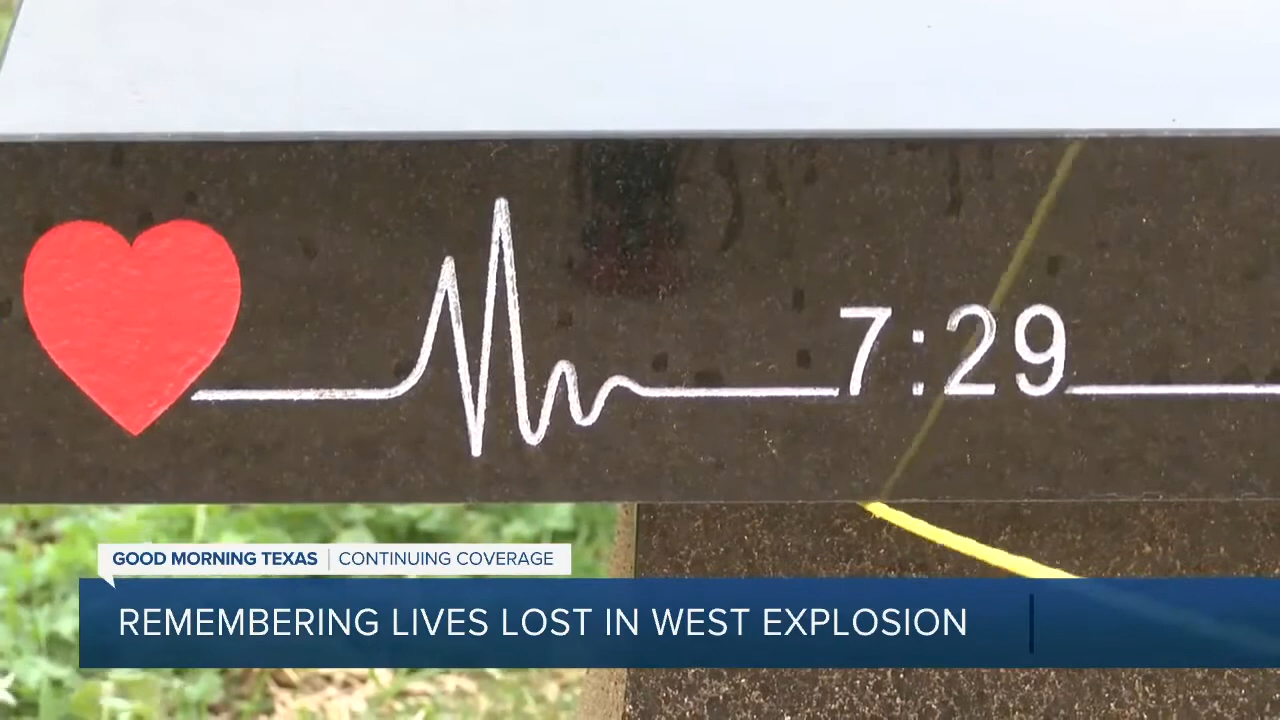 7:29
GOOD MORNING TEXAS | CONTINUING COVERAGE
REMEMBERING LIVES LOST IN WEST EXPLOSION